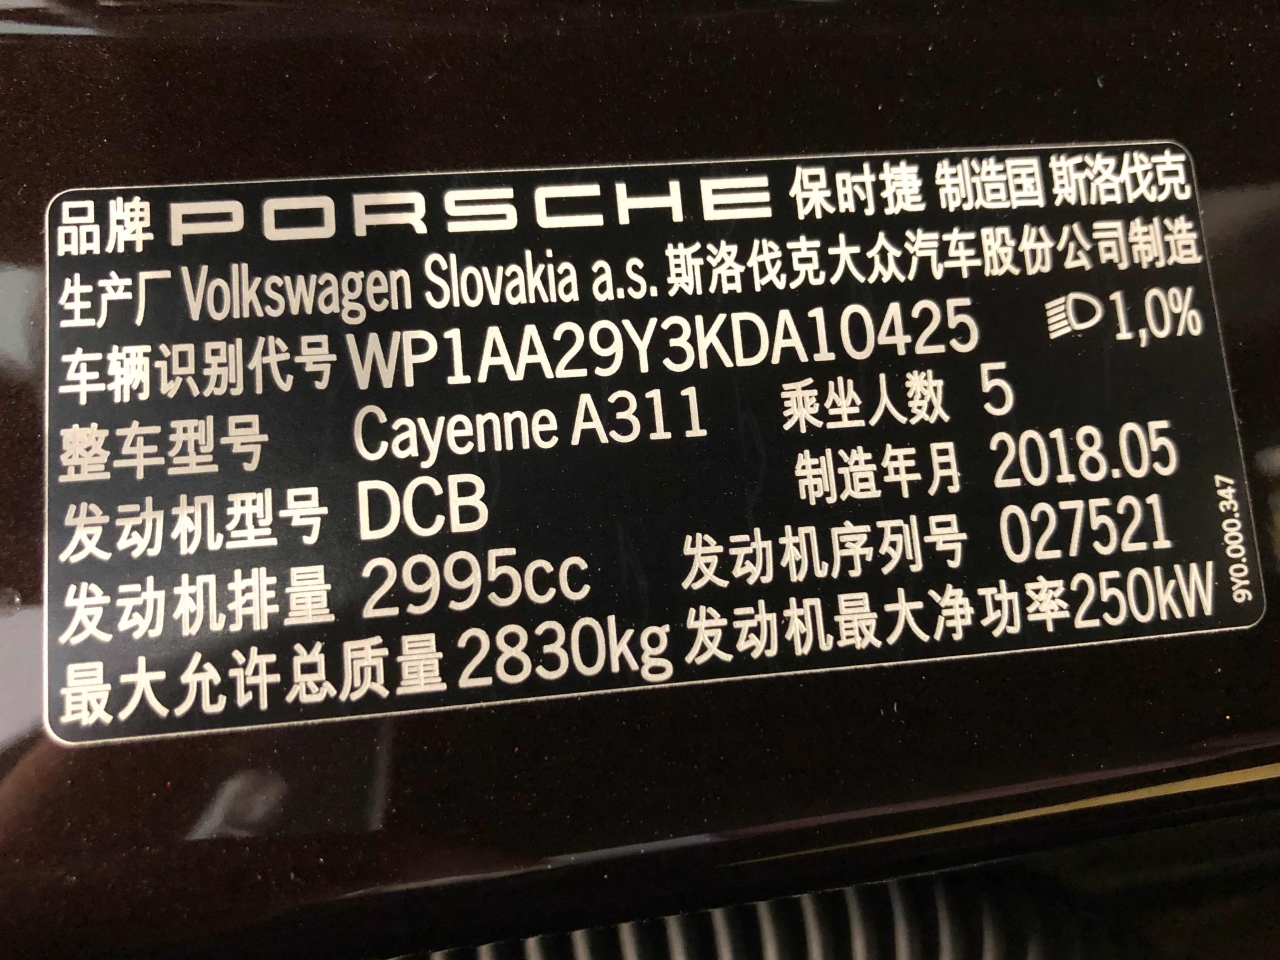 品牌 PORSCHE 保时捷 制造国 斯洛伐克
生产厂 Volkswagen Slovakia a.s. 斯洛伐克大众汽车股份公司制造
车辆识别代号 WP1AA29Y3KDA10425 1,0%
整车型号 Cayenne A311 乘坐人数 5
发动机型号 DCB 制造年月 2018.05
发动机排量 2995cc 发动机序列号 027521
最大允许总质量 2830kg 发动机最大净功率 250kW
9Y0.000.347